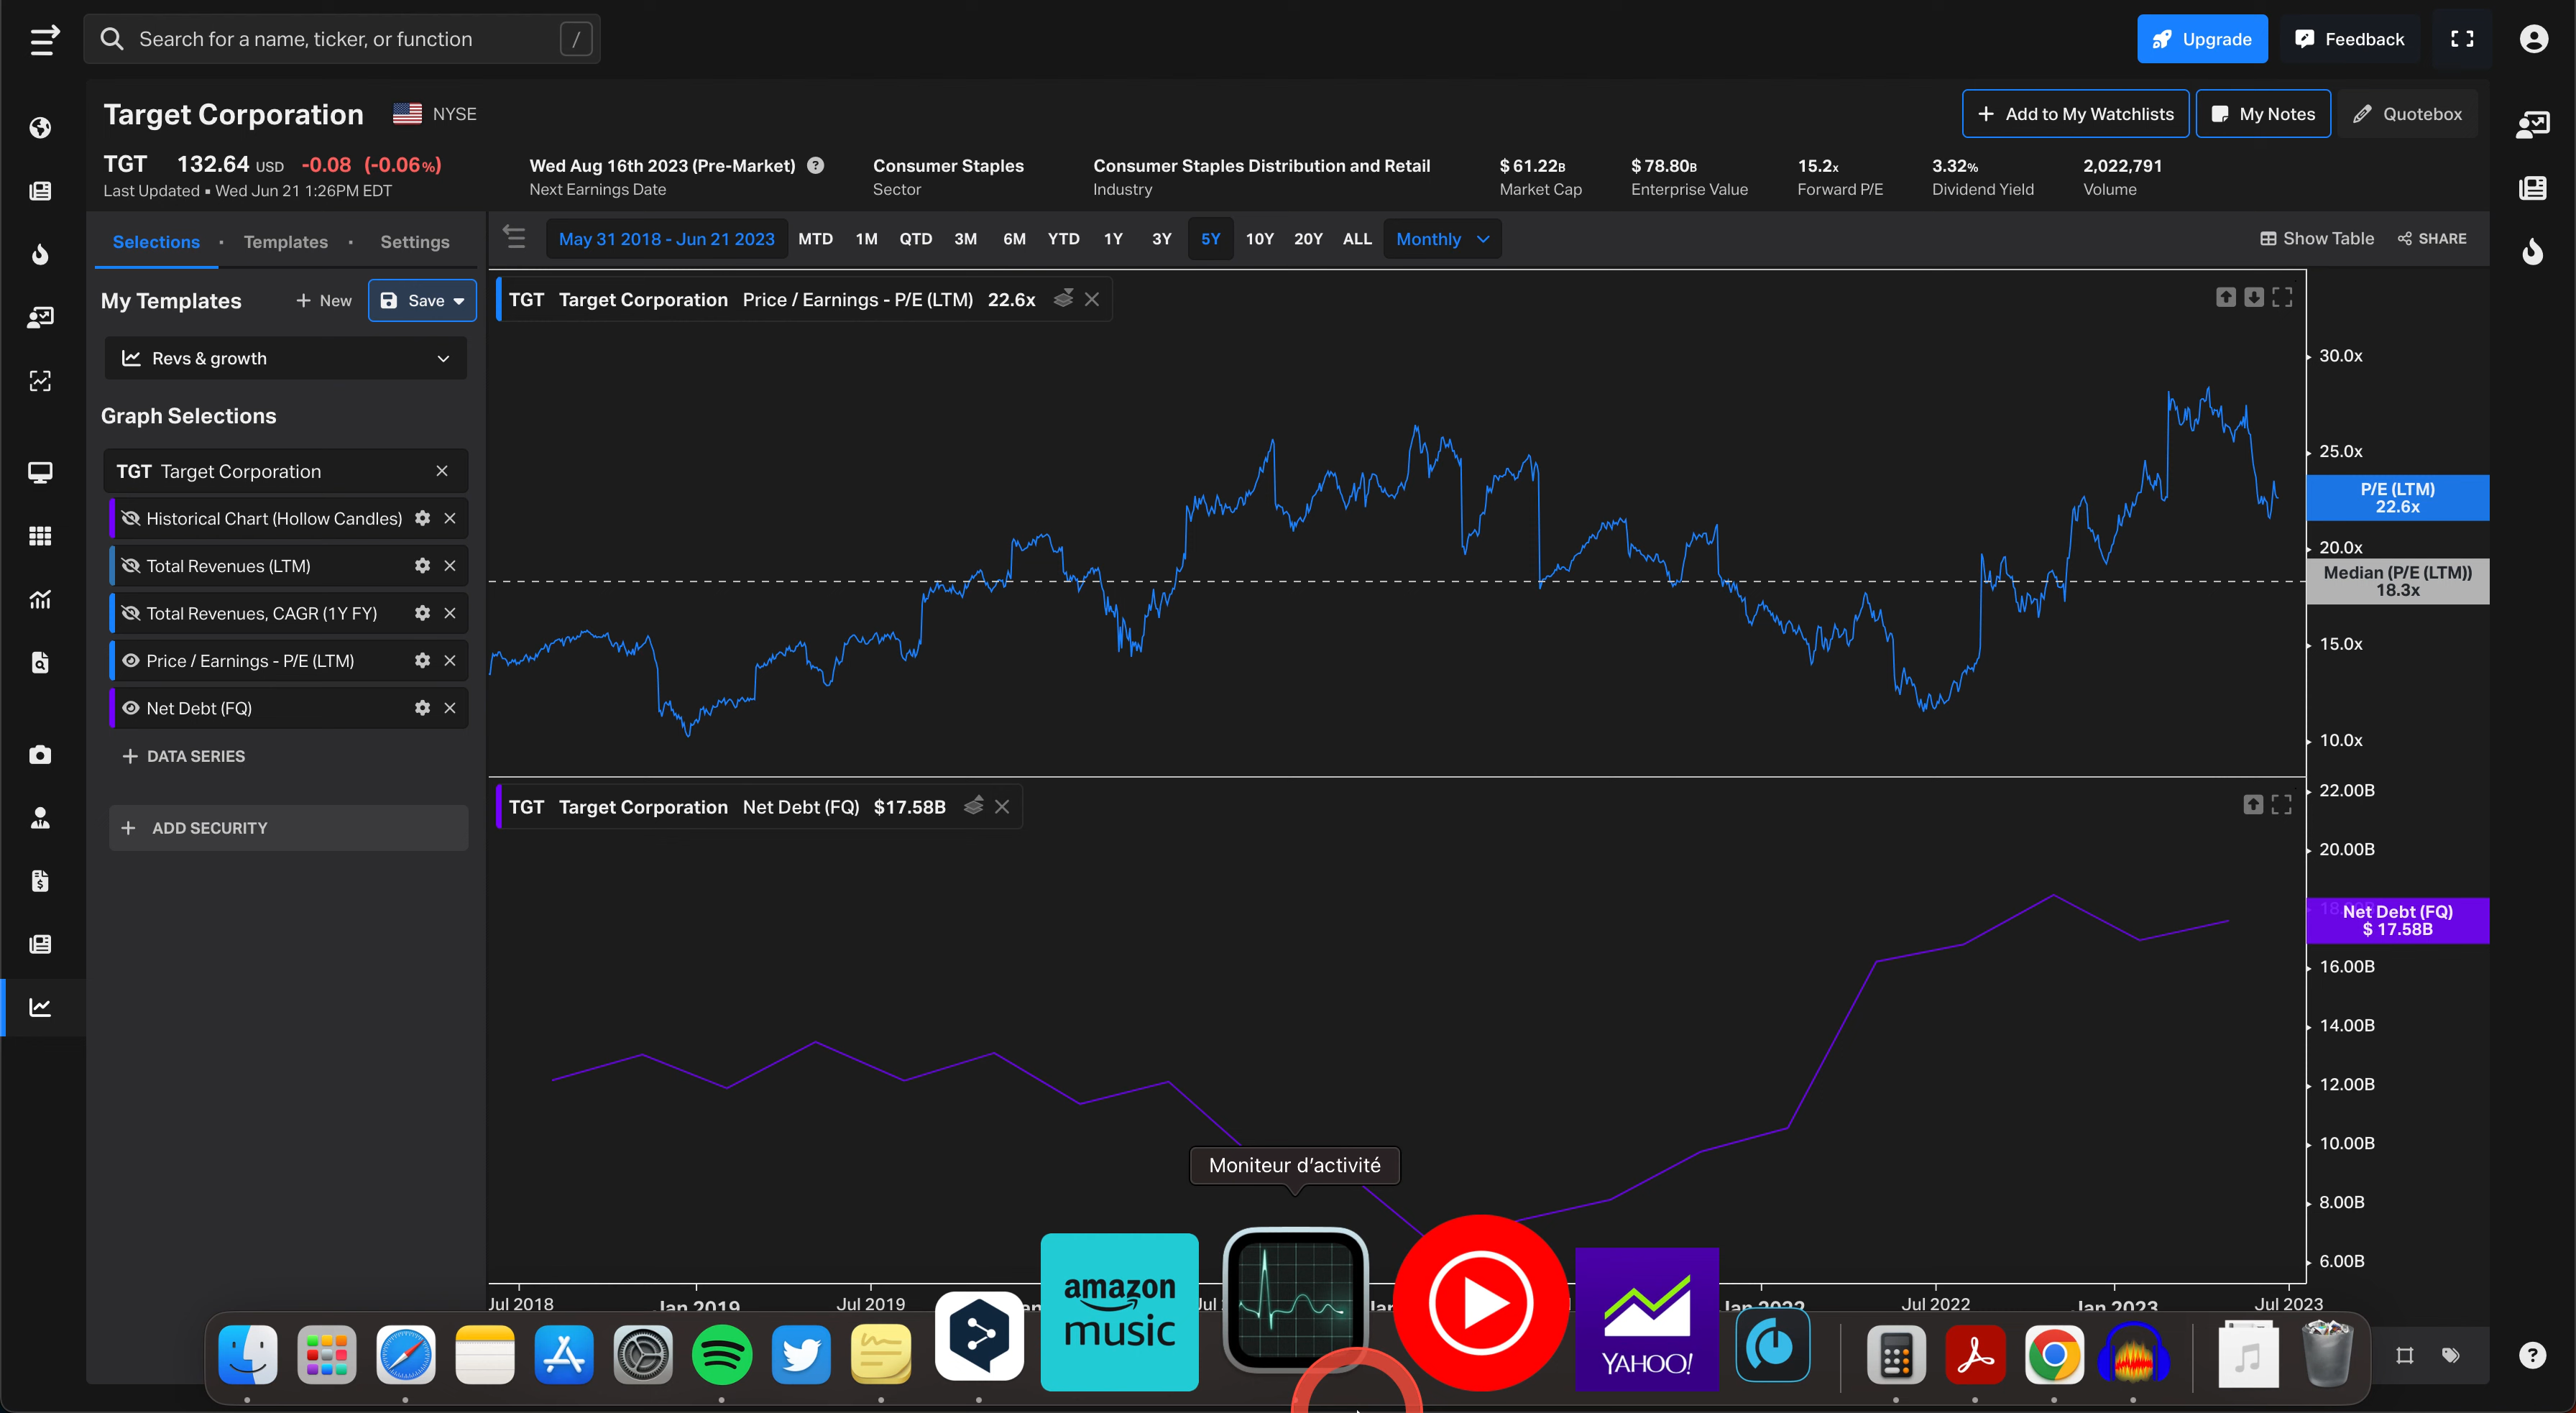 Search for a name, ticker, or function /
Upgrade
Feedback
Target Corporation NYSE
Add to My Watchlists
My Notes
Quotebox
TGT 132.64 USD -0.08 (-0.06%)
Last Updated ▪ Wed Jun 21 1:26PM EDT
Wed Aug 16th 2023 (Pre-Market) ?
Next Earnings Date
Consumer Staples
Sector
Consumer Staples Distribution and Retail
Industry
$ 61.22B
Market Cap
$ 78.80B
Enterprise Value
15.2x
Forward P/E
3.32%
Dividend Yield
2,022,791
Volume
Selections · Templates · Settings
May 31 2018 - Jun 21 2023 MTD 1M QTD 3M 6M YTD 1Y 3Y 5Y 10Y 20Y ALL Monthly
Show Table SHARE
My Templates + New Save
Revs & growth
Graph Selections
TGT Target Corporation
Historical Chart (Hollow Candles)
Total Revenues (LTM)
Total Revenues, CAGR (1Y FY)
Price / Earnings - P/E (LTM)
Net Debt (FQ)
+ DATA SERIES
+ ADD SECURITY
TGT Target Corporation Price / Earnings - P/E (LTM) 22.6x
30.0x
25.0x
P/E (LTM)
22.6x
20.0x
Median (P/E (LTM))
18.3x
15.0x
10.0x
TGT Target Corporation Net Debt (FQ) $17.58B
22.00B
20.00B
Net Debt (FQ)
$ 17.58B
16.00B
14.00B
12.00B
10.00B
8.00B
6.00B
Moniteur d’activité
Jul 2018 Jan 2019 Jul 2019 Jan 2022 Jul 2022 Jan 2023 Jul 2023
amazon
music
YAHOO!
?